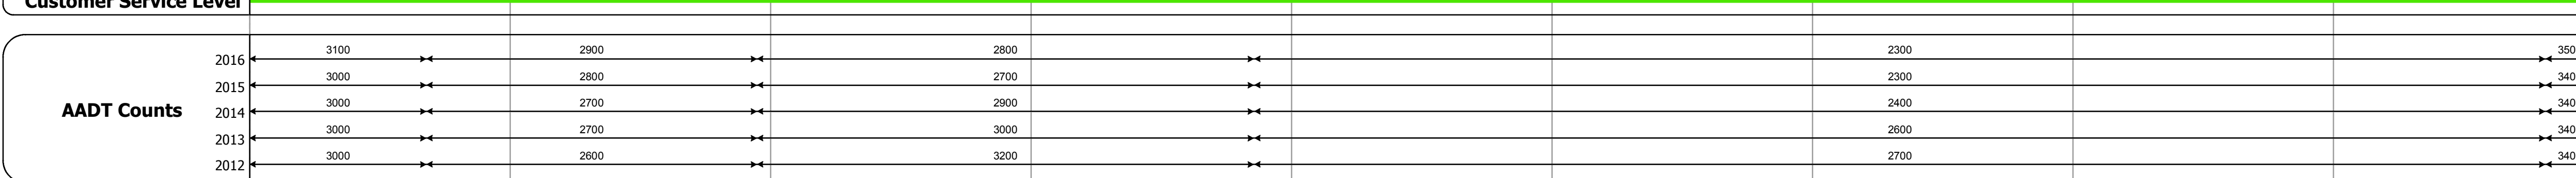 Customer Service Level
2016 3100 2900 2800 2300 350
2015 3000 2800 2700 2300 340
AADT Counts
2014 3000 2700 2900 2400 340
2013 3000 2700 3000 2600 340
2012 3000 2600 3200 2700 340